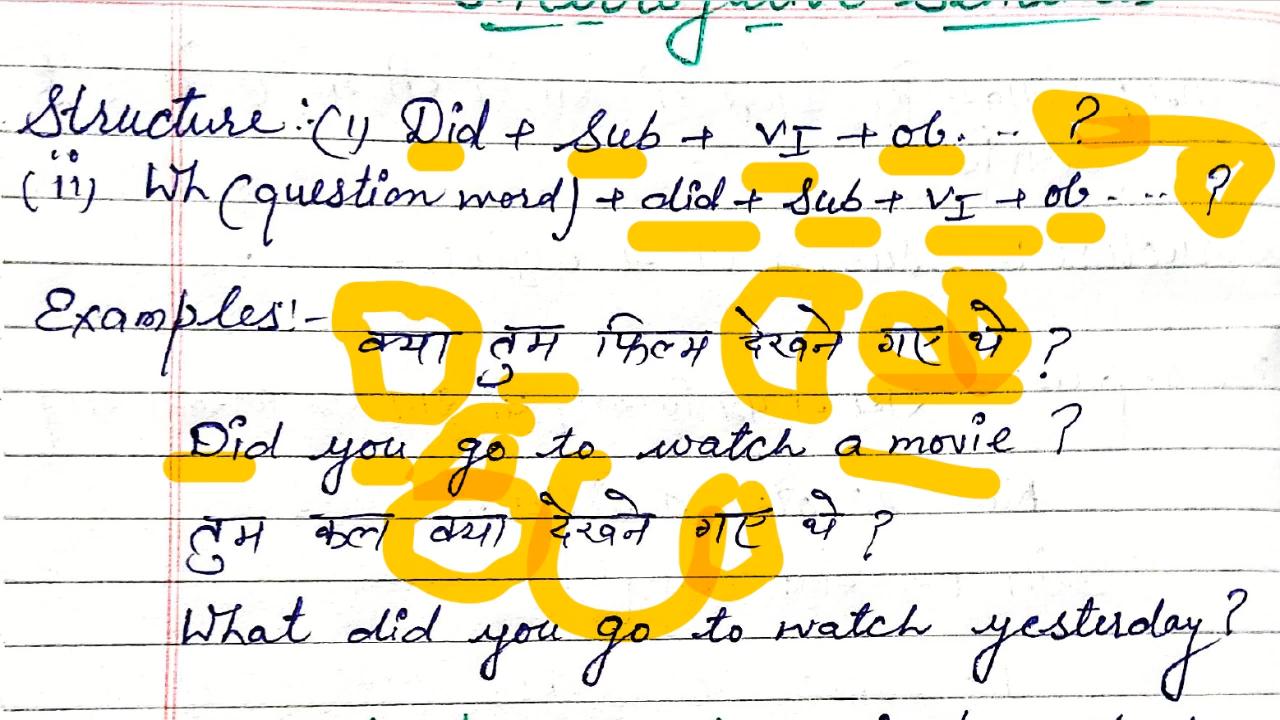 Structure :- (i) Did + Sub + VI + ob. .. ?
(ii) Wh (question word) + did + Sub + VI + ob. ... ?
Examples:-
क्या तुम फिल्म देखने गए थे ?
Did you go to watch a movie ?
तुम कल क्या देखने गए थे ?
What did you go to watch yesterday?